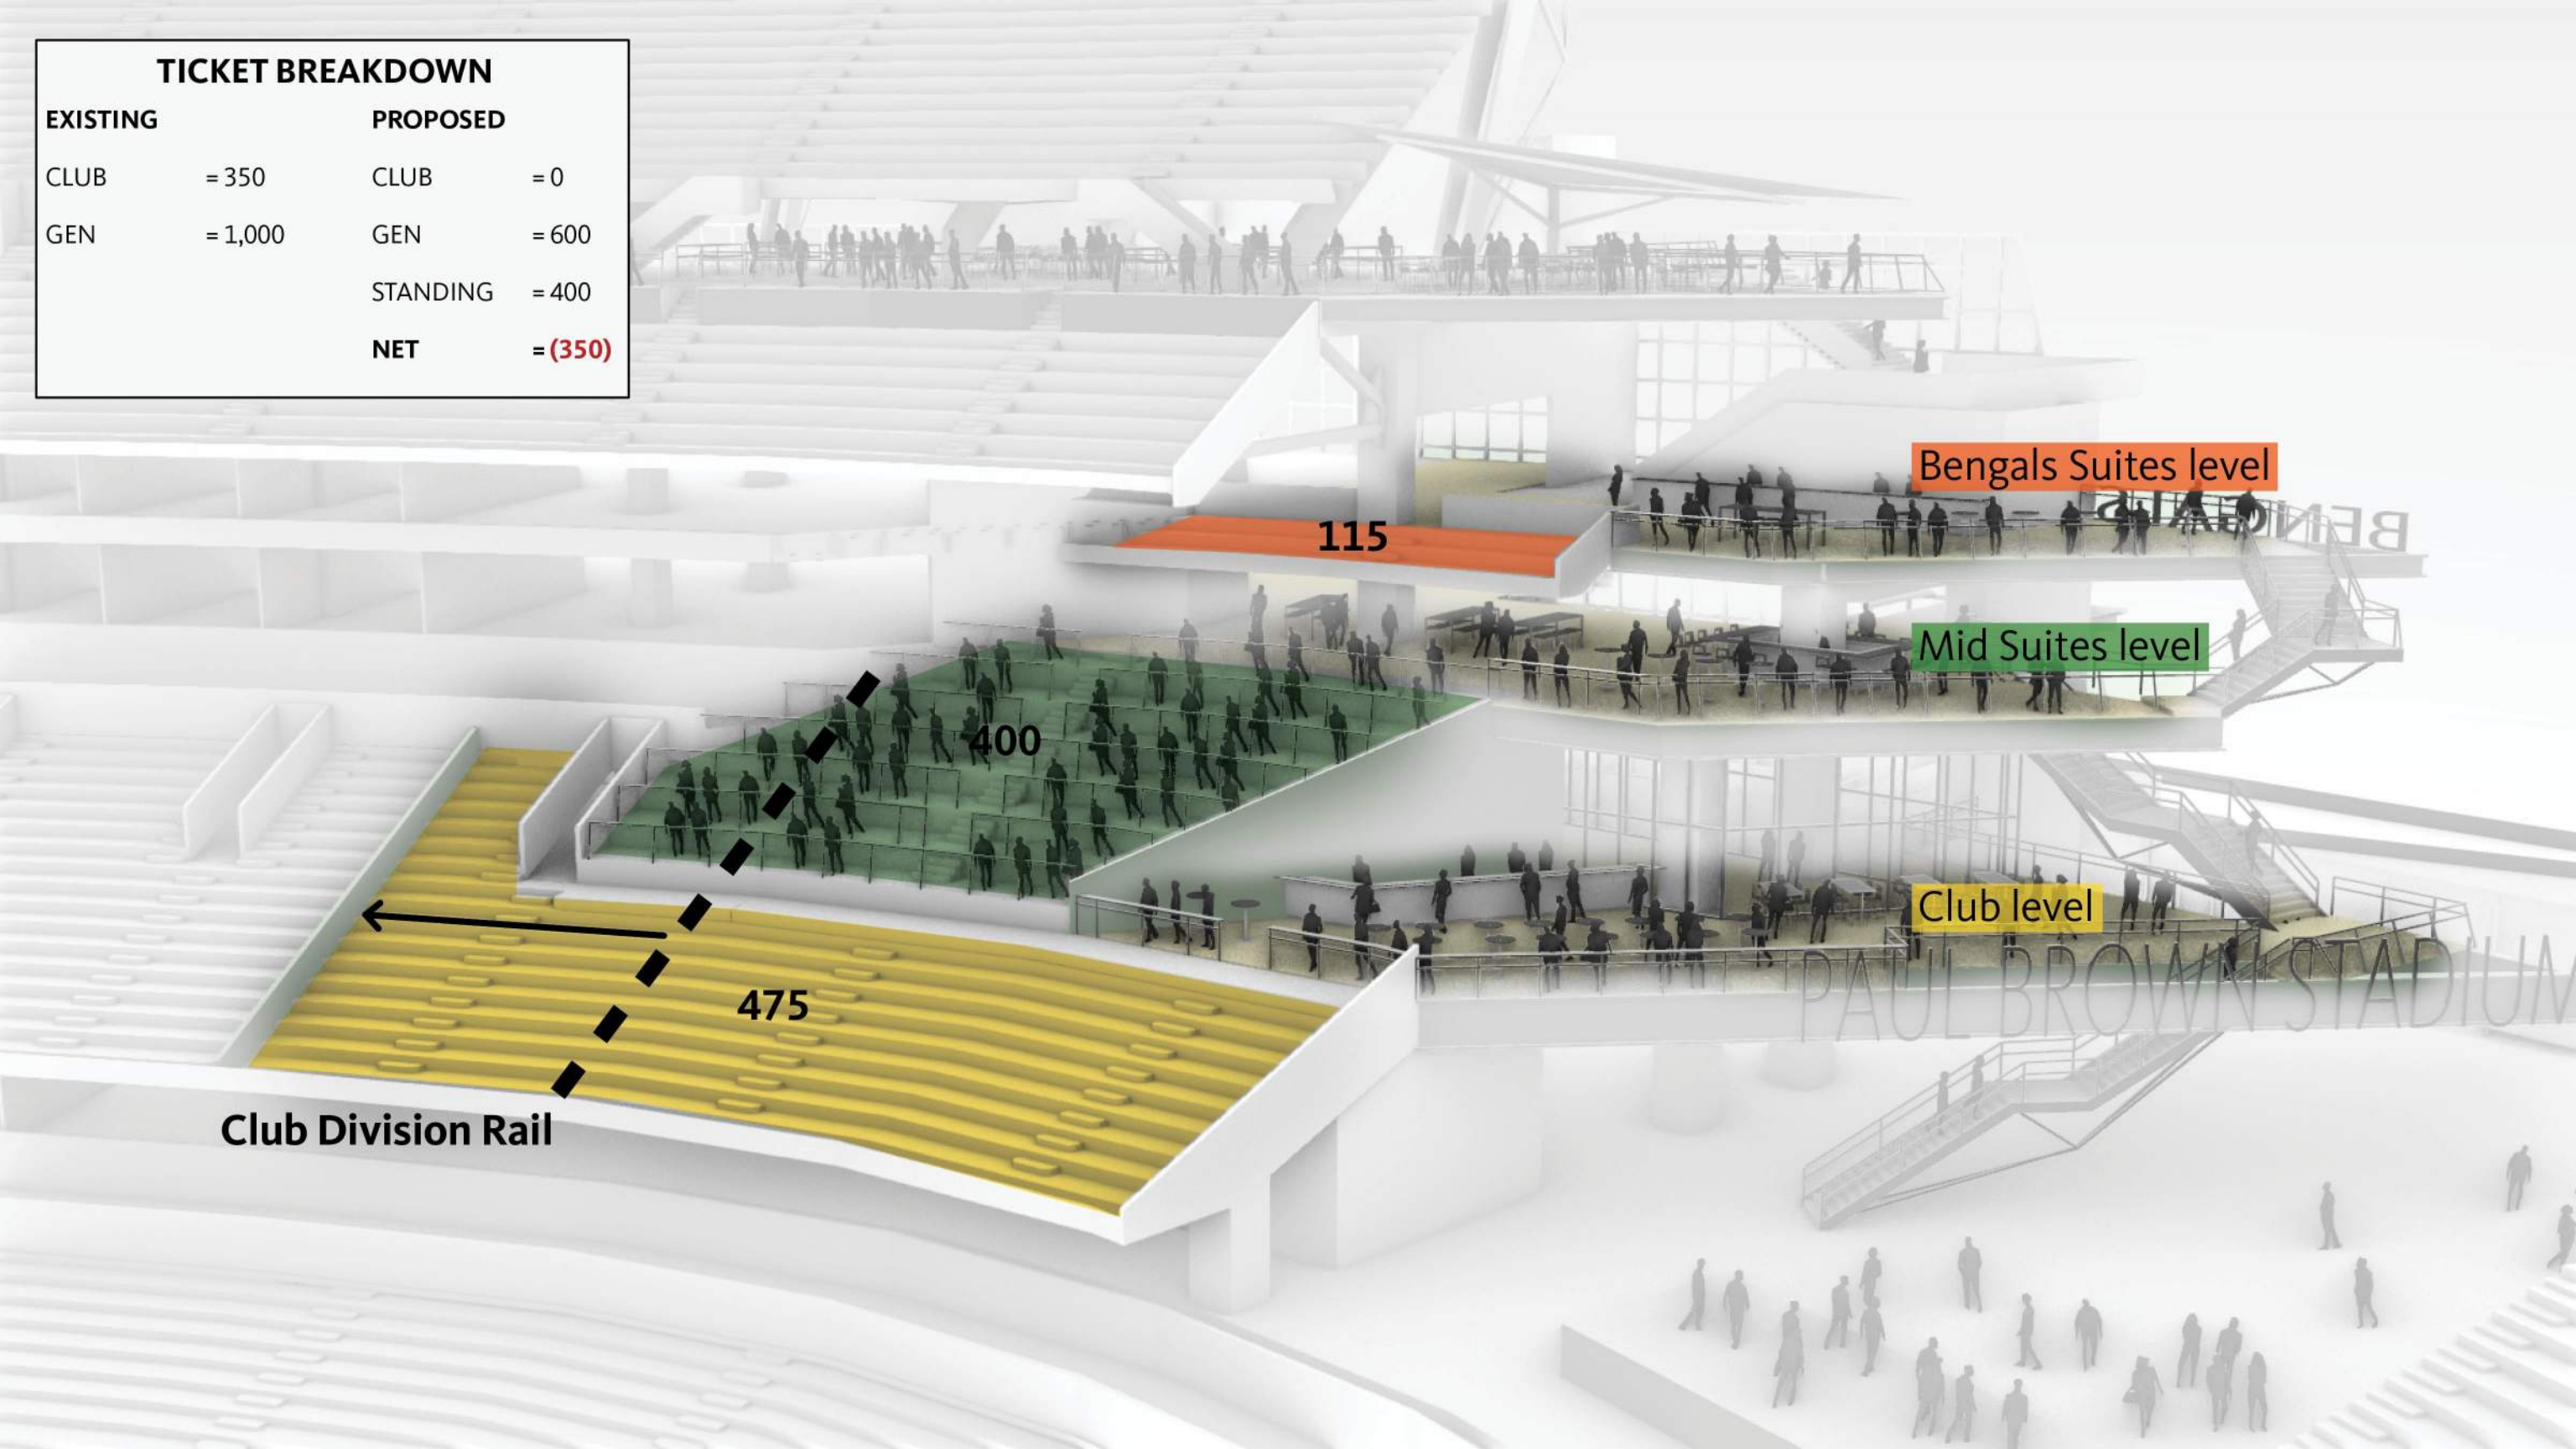 TICKET BREAKDOWN
EXISTING PROPOSED
CLUB = 350 CLUB = 0
GEN = 1,000 GEN = 600
STANDING = 400
NET = (350)
Bengals Suites level
BENGALS
115
Mid Suites level
400
Club level
PAUL BROWN STADIUM
475
Club Division Rail